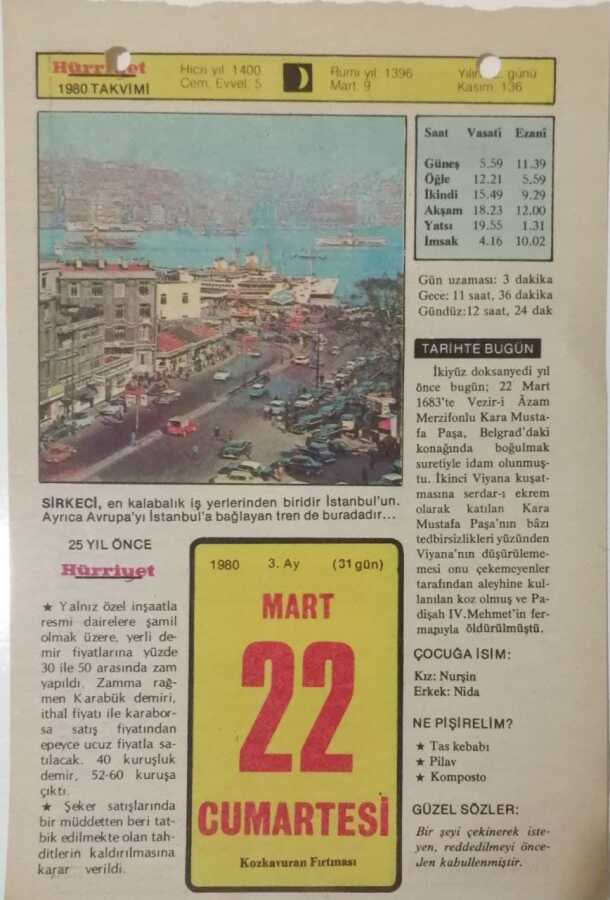 Hürriyet
1980 TAKVİMİ
Hicri yıl 1400
Cem. Evvel: 5
Rumi yıl: 1396
Mart: 9
günü
Kasım: 136
Saat Vasati Ezanî
Güneş 5.59 11.39
Öğle 12.21 5.59
İkindi 15.49 9.29
Akşam 18.23 12.00
Yatsı 19.55 1.31
İmsak 4.16 10.02
Gün uzaması: 3 dakika
Gece: 11 saat, 36 dakika
Gündüz:12 saat, 24 dak
SİRKECİ, en kalabalık iş yerlerinden biridir İstanbul'un.
Ayrıca Avrupa'yı İstanbul'a bağlayan tren de buradadır...
TARİHTE BUGÜN
İkiyüz doksanyedi yıl
önce bugün; 22 Mart
1683'te Vezir-i Âzam
Merzifonlu Kara Musta-
fa Paşa, Belgrad'daki
konağında boğulmak
suretiyle idam olunmuş-
tu. İkinci Viyana kuşat-
masına serdar-ı ekrem
olarak katılan Kara
Mustafa Paşa'nın bâzı
tedbirsizlikleri yüzünden
Viyana'nın düşürüleme-
mesi onu çekemeyenler
tarafından aleyhine kul-
lanılan koz olmuş ve Pa-
dişah IV.Mehmet'in fer-
mapıyla öldürülmüştü.
25 YIL ÖNCE
Hürriyet
★ Yalnız özel inşaatla
resmi dairelere şamil
olmak üzere, yerli de-
mir fiyatlarına yüzde
30 ile 50 arasında zam
yapıldı. Zamma rağ-
men Karabük demiri,
ithal fiyatı ile karabor-
sa satış fiyatından
epeyce ucuz fiyatla sa-
tılacak. 40 kuruşluk
demir, 52-60 kuruşa
çıktı.
★ Şeker satışlarında
bir müddetten beri tat-
bik edilmekte olan tah-
ditlerin kaldırılmasına
karar verildi.
1980 3. Ay (31 gün)
MART
22
CUMARTESİ
Kozkavuran Fırtınası
ÇOCUĞA İSİM:
Kız: Nurşin
Erkek: Nida
NE PİŞİRELİM?
★ Tas kebabı
★ Pilav
★ Komposto
GÜZEL SÖZLER:
Bir şeyi çekinerek iste-
yen, reddedilmeyi önce-
den kabullenmiştir.